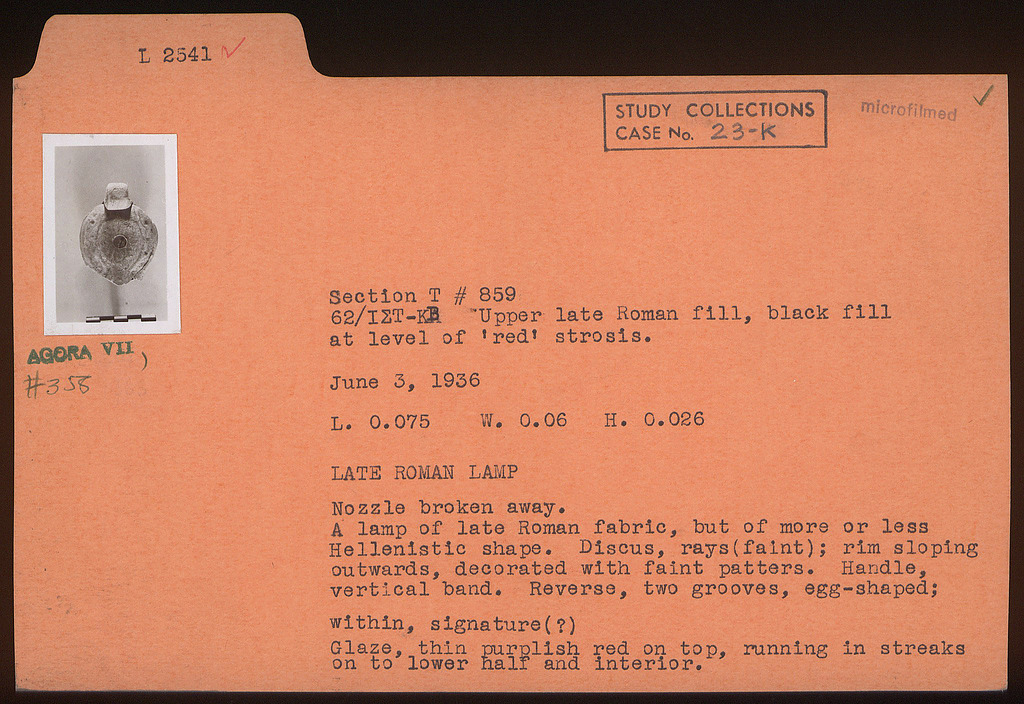 L 2541
STUDY COLLECTIONS
CASE No. 23-K
microfilmed
AGORA VII )
#358
Section T # 859
62/ΙΣΤ-ΚΒ "Upper late Roman fill, black fill
at level of 'red' strosis.
June 3, 1936
L. 0.075 W. 0.06 H. 0.026
LATE ROMAN LAMP
Nozzle broken away.
A lamp of late Roman fabric, but of more or less
Hellenistic shape. Discus, rays(faint); rim sloping
outwards, decorated with faint patters. Handle,
vertical band. Reverse, two grooves, egg-shaped;
within, signature(?)
Glaze, thin purplish red on top, running in streaks
on to lower half and interior.